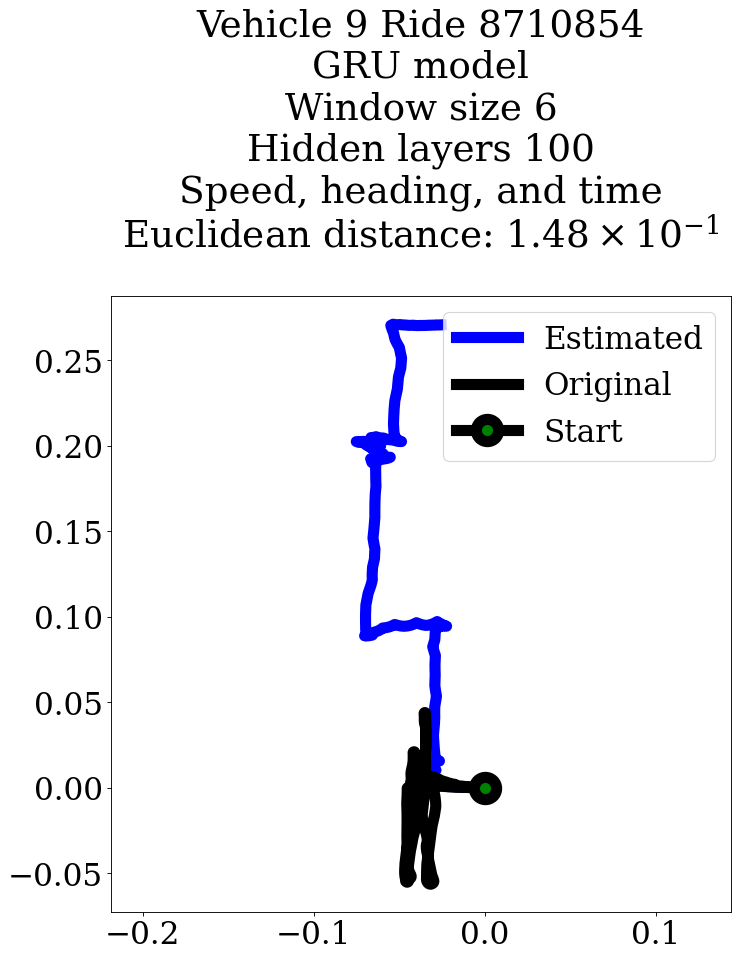 Vehicle 9 Ride 8710854
GRU model
Window size 6
Hidden layers 100
Speed, heading, and time
Euclidean distance: 1.48 × 10⁻¹
Estimated
Original
Start
0.25
0.20
0.15
0.10
0.05
0.00
−0.05
−0.2 −0.1 0.0 0.1